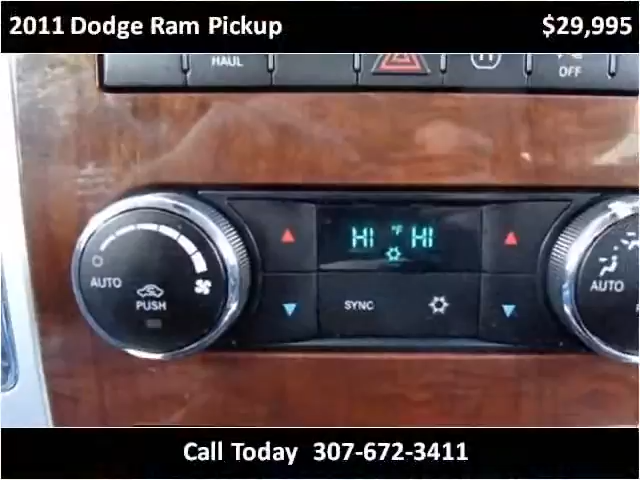 2011 Dodge Ram Pickup $29,995
HAUL
OFF
HI °F HI
AUTO
PUSH
SYNC
AUTO
Call Today 307-672-3411